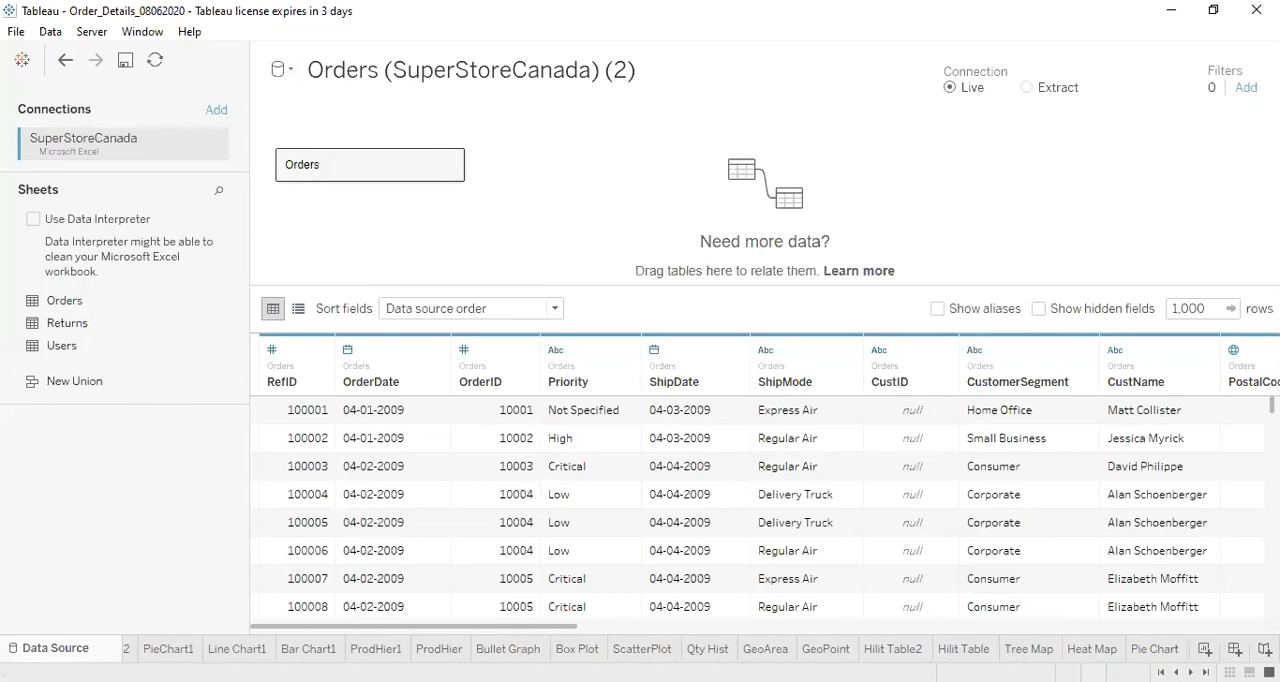 Tableau - Order_Details_08062020 - Tableau license expires in 3 days
File Data Server Window Help
Orders (SuperStoreCanada) (2)
Connection
Live Extract
Filters
0 Add
Connections Add
SuperStoreCanada
Microsoft Excel
Sheets
Use Data Interpreter
Data Interpreter might be able to
clean your Microsoft Excel
workbook.
Orders
Returns
Users
New Union
Orders
Need more data?
Drag tables here to relate them. Learn more
Sort fields Data source order Show aliases Show hidden fields 1,000 rows
# # Abc Abc Abc Abc Abc
Orders Orders Orders Orders Orders Orders Orders Orders Orders Orders
RefID OrderDate OrderID Priority ShipDate ShipMode CustID CustomerSegment CustName PostalCoc
100001 04-01-2009 10001 Not Specified 04-03-2009 Express Air null Home Office Matt Collister
100002 04-01-2009 10002 High 04-03-2009 Regular Air null Small Business Jessica Myrick
100003 04-02-2009 10003 Critical 04-04-2009 Regular Air null Consumer David Philippe
100004 04-02-2009 10004 Low 04-04-2009 Delivery Truck null Corporate Alan Schoenberger
100005 04-02-2009 10004 Low 04-04-2009 Delivery Truck null Corporate Alan Schoenberger
100006 04-02-2009 10004 Low 04-04-2009 Regular Air null Corporate Alan Schoenberger
100007 04-02-2009 10005 Critical 04-04-2009 Express Air null Consumer Elizabeth Moffitt
100008 04-02-2009 10005 Critical 04-04-2009 Regular Air null Consumer Elizabeth Moffitt
Data Source 2 PieChart1 Line Chart1 Bar Chart1 ProdHier1 ProdHier Bullet Graph Box Plot ScatterPlot Qty Hist GeoArea GeoPoint Hilit Table2 Hilit Table Tree Map Heat Map Pie Chart